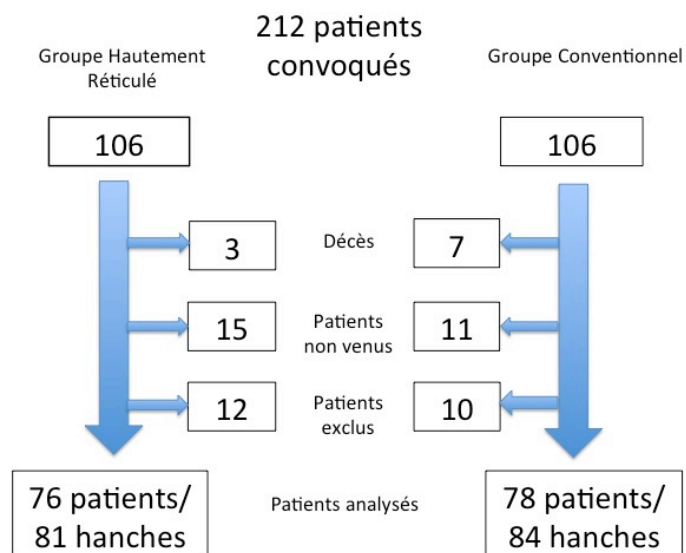 212 patients
convoqués
Groupe Hautement
Réticulé
Groupe Conventionnel
106
106
3
Décès
7
15
Patients
non venus
11
12
Patients
exclus
10
76 patients/
81 hanches
Patients analysés
78 patients/
84 hanches